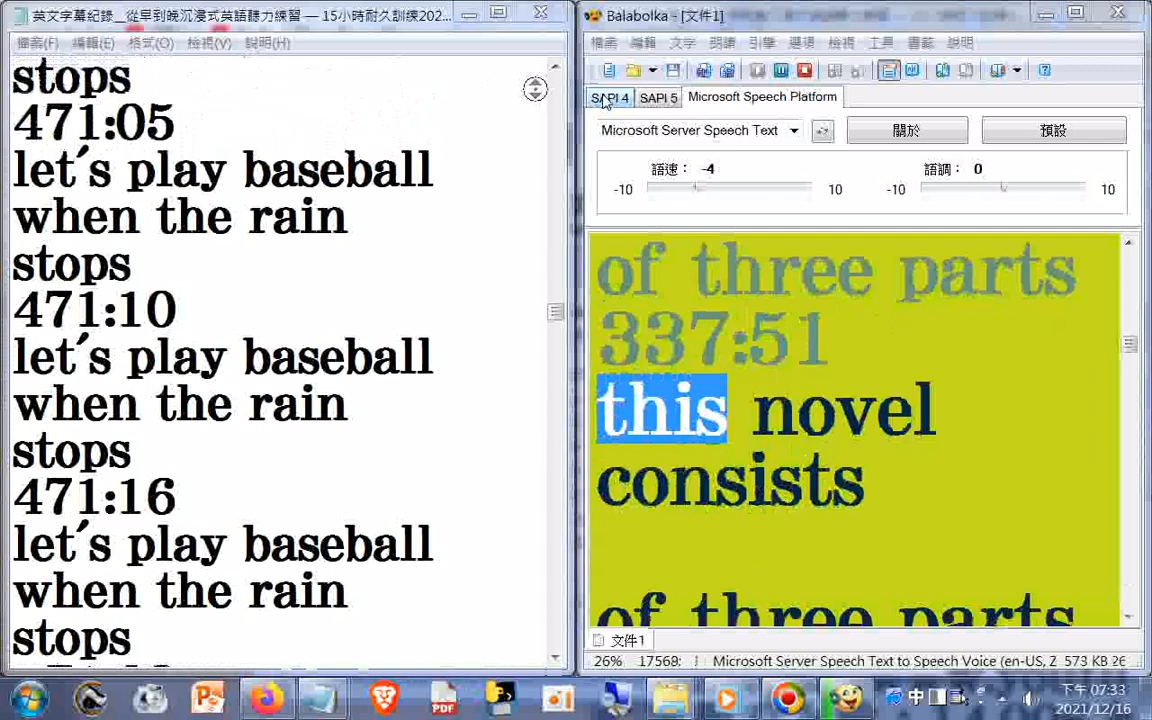 英文字幕紀錄__從早到晚沉浸式英語聽力練習 — 15小時耐久訓練202...
檔案(F) 編輯(E) 格式(O) 檢視(V) 說明(H)
stops
471:05
let's play baseball
when the rain
stops
471:10
let's play baseball
when the rain
stops
471:16
let's play baseball
when the rain
stops
Balabolka - [文件1]
檔案 編輯 文字 朗讀 引擎 選項 檢視 工具 書籤 說明
SAPI 4 SAPI 5 Microsoft Speech Platform
Microsoft Server Speech Text 關於 預設
語速： -4 語調： 0
-10 10 -10 10
of three parts
337:51
this novel
consists
of three parts
文件1
26% 17568: Microsoft Server Speech Text to Speech Voice (en-US, Z 573 KB 26
PDF 中 下午 07:33
2021/12/16